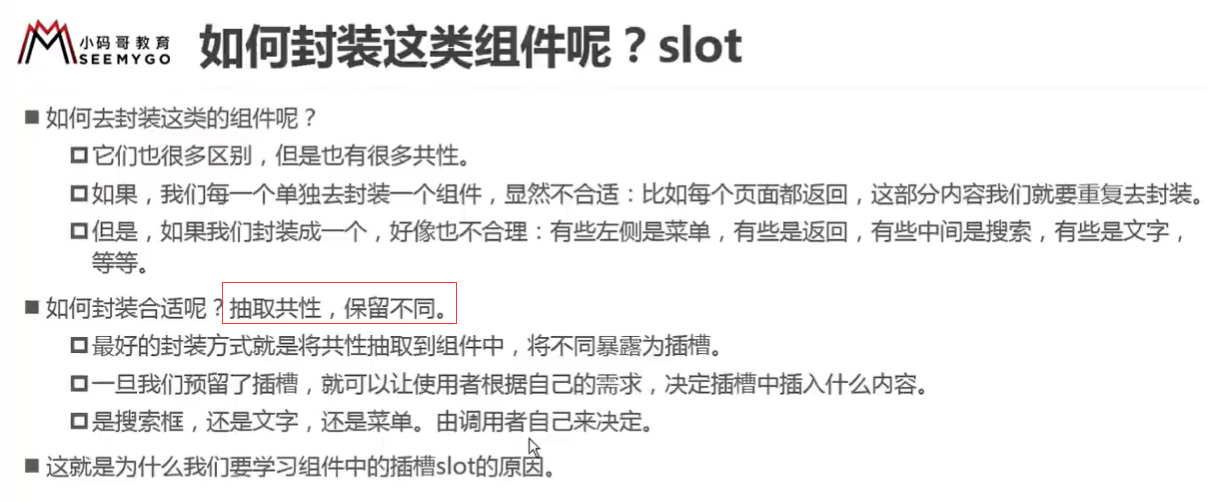 小码哥教育
SEEMYGO
如何封装这类组件呢？slot
如何去封装这类的组件呢？
它们也很多区别，但是也有很多共性。
如果，我们每一个单独去封装一个组件，显然不合适：比如每个页面都返回，这部分内容我们就要重复去封装。
但是，如果我们封装成一个，好像也不合理：有些左侧是菜单，有些是返回，有些中间是搜索，有些是文字，
等等。
如何封装合适呢？抽取共性，保留不同。
最好的封装方式就是将共性抽取到组件中，将不同暴露为插槽。
一旦我们预留了插槽，就可以让使用者根据自己的需求，决定插槽中插入什么内容。
是搜索框，还是文字，还是菜单。由调用者自己来决定。
这就是为什么我们要学习组件中的插槽slot的原因。